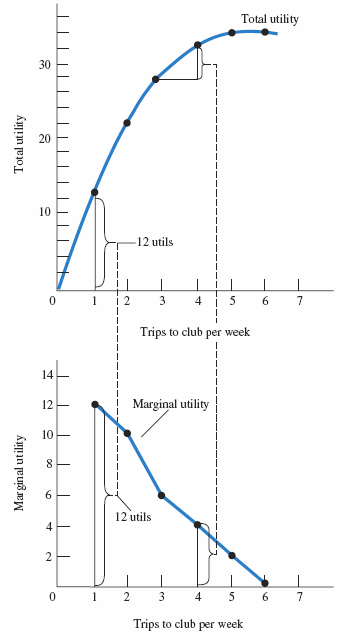 Total utility
30
20
10
Total utility
12 utils
0 1 2 3 4 5 6 7
Trips to club per week
14
12
10
8
6
4
2
Marginal utility
Marginal utility
12 utils
0 1 2 3 4 5 6 7
Trips to club per week